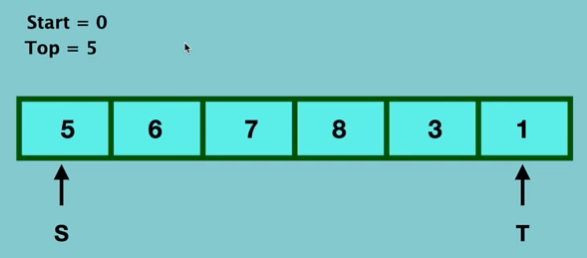 Start = 0
Top = 5
5 6 7 8 3 1
S T